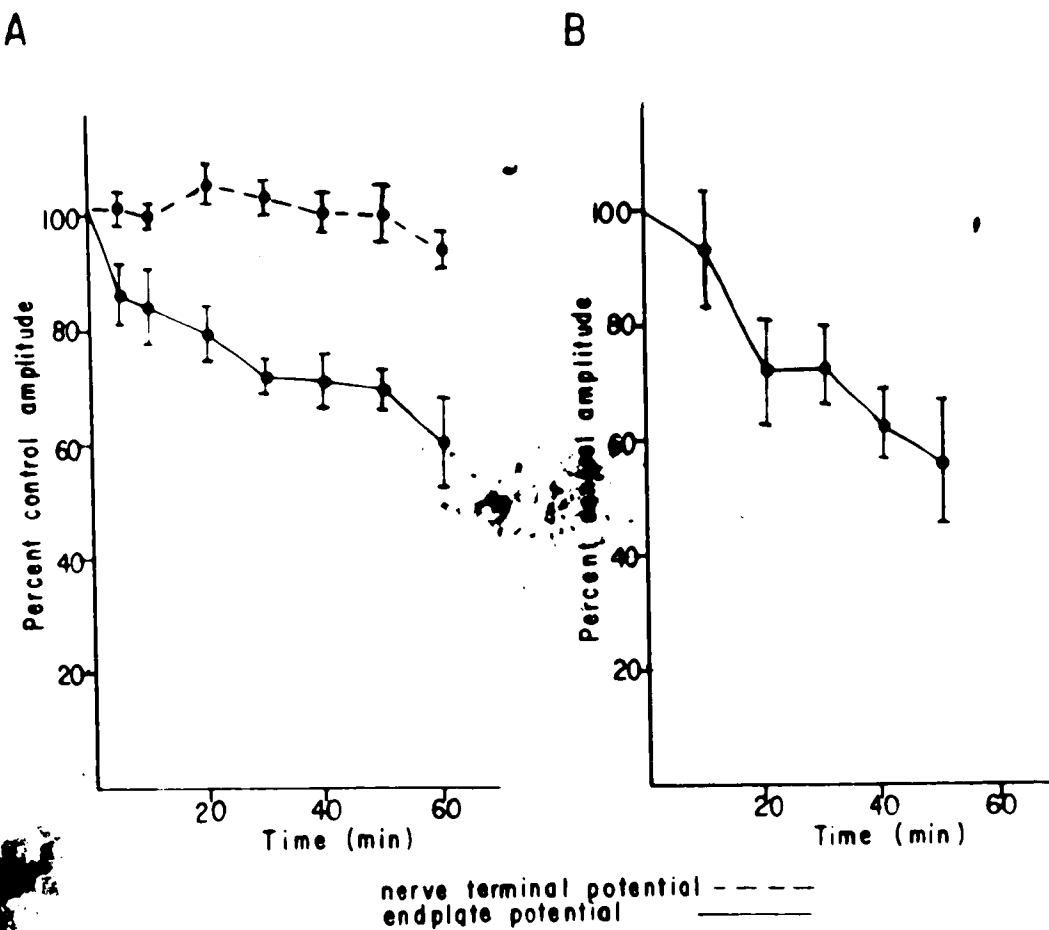 A
B
Percent control amplitude
100
80
60
40
20
20 40 60
Time (min)
Percent amplitude
100
80
60
40
20
20 40 60
Time (min)
nerve terminal potential
endplate potential